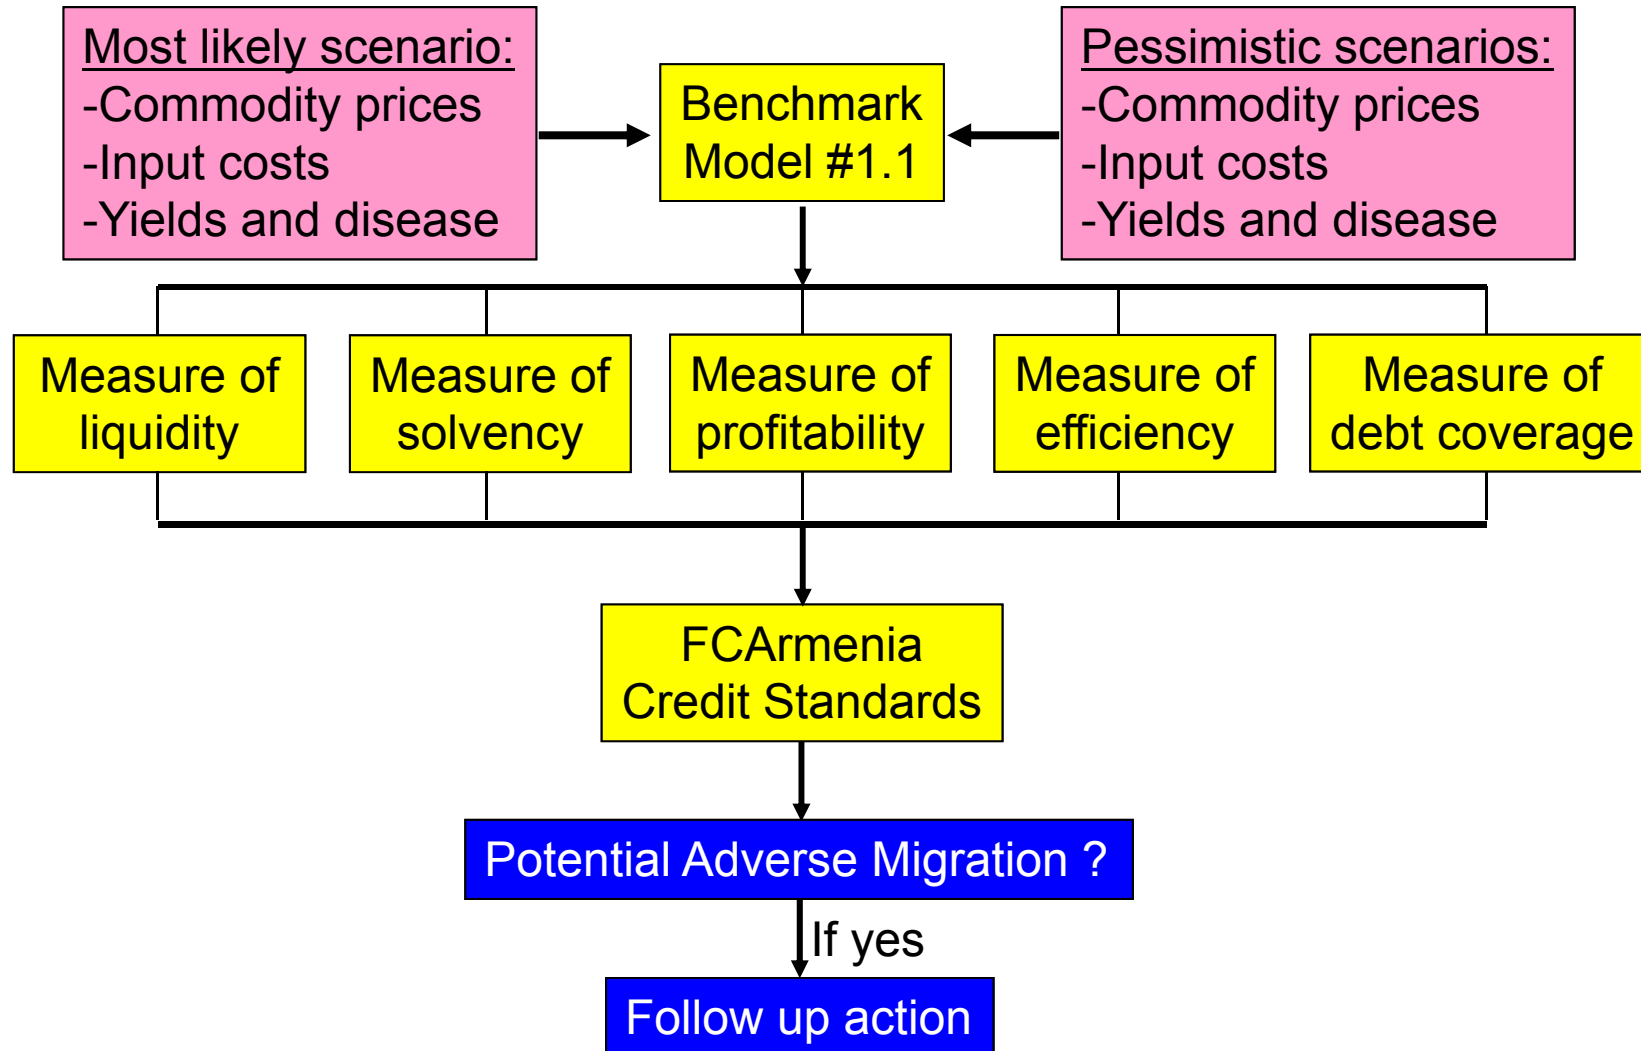 Most likely scenario:
-Commodity prices
-Input costs
-Yields and disease
Benchmark
Model #1.1
Pessimistic scenarios:
-Commodity prices
-Input costs
-Yields and disease
Measure of
liquidity
Measure of
solvency
Measure of
profitability
Measure of
efficiency
Measure of
debt coverage
FCArmenia
Credit Standards
Potential Adverse Migration ?
If yes
Follow up action